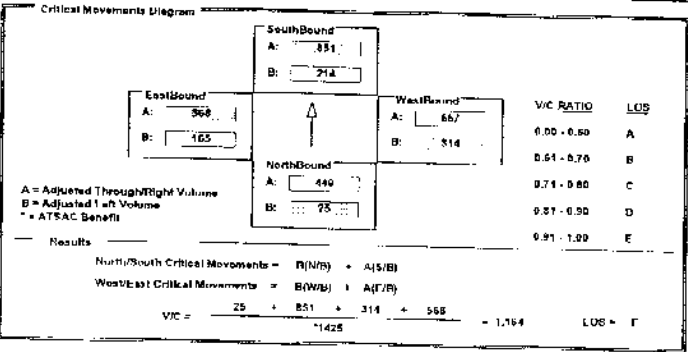 Critical Movements Diagram
SouthBound
A: 851
B: 214
EastBound
A: 568
B: 165
WestBound
A: 667
B: 314
NorthBound
A: 449
B: 25
A = Adjusted Through/Right Volume
B = Adjusted Left Volume
* = ATSAC Benefit
V/C RATIO LOS
0.00 - 0.60 A
0.61 - 0.70 B
0.71 - 0.80 C
0.81 - 0.90 D
0.91 - 1.00 E
Results
North/South Critical Movements = B(N/B) + A(S/B)
West/East Critical Movements = B(W/B) + A(E/B)
V/C = 25 + 851 + 314 + 568 = 1.164 LOS = F
*1425